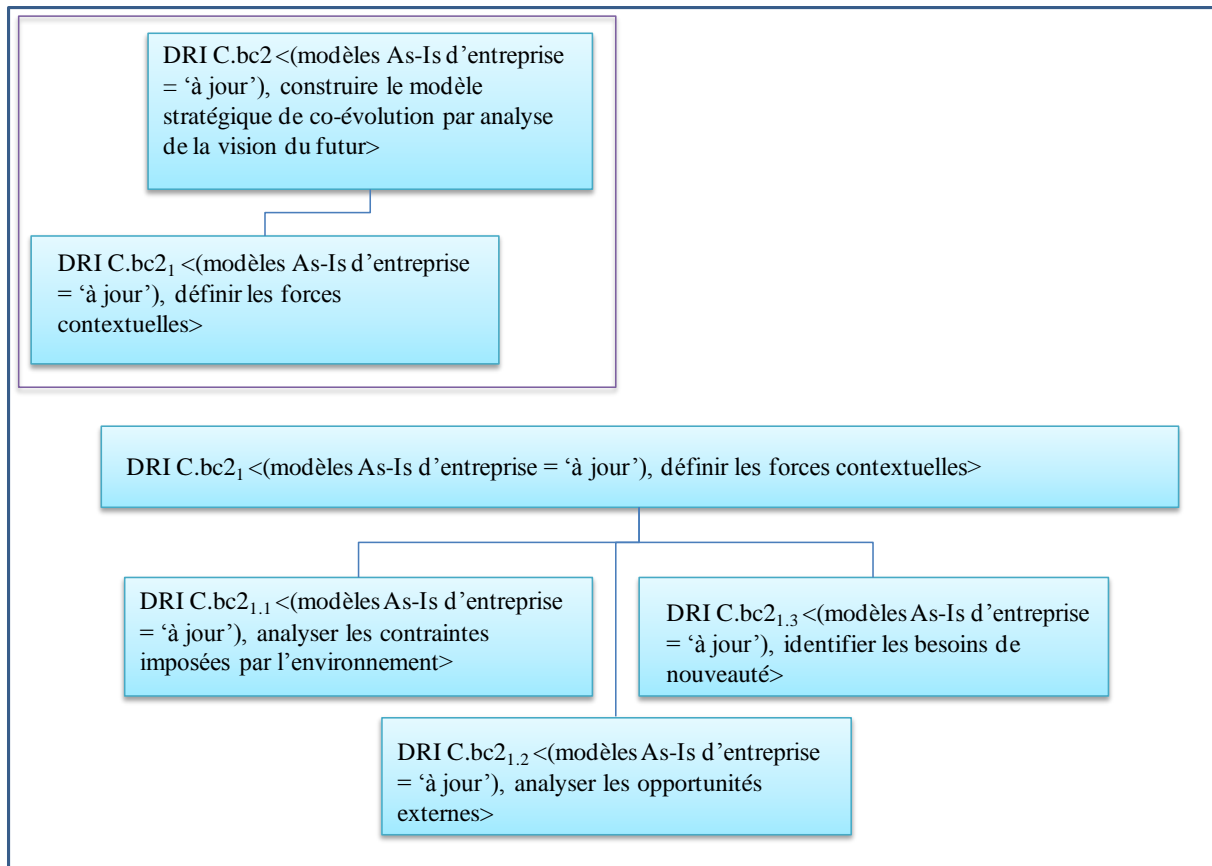 DRI C.bc2 <(modèles As-Is d’entreprise
= ‘à jour’), construire le modèle
stratégique de co-évolution par analyse
de la vision du futur>
DRI C.bc2₁ <(modèles As-Is d’entreprise
= ‘à jour’), définir les forces
contextuelles>
DRI C.bc2₁ <(modèles As-Is d’entreprise = ‘à jour’), définir les forces contextuelles>
DRI C.bc2₁.₁ <(modèles As-Is d’entreprise
= ‘à jour’), analyser les contraintes
imposées par l’environnement>
DRI C.bc2₁.₃ <(modèles As-Is d’entreprise
= ‘à jour’), identifier les besoins de
nouveauté>
DRI C.bc2₁.₂ <(modèles As-Is d’entreprise
= ‘à jour’), analyser les opportunités
externes>